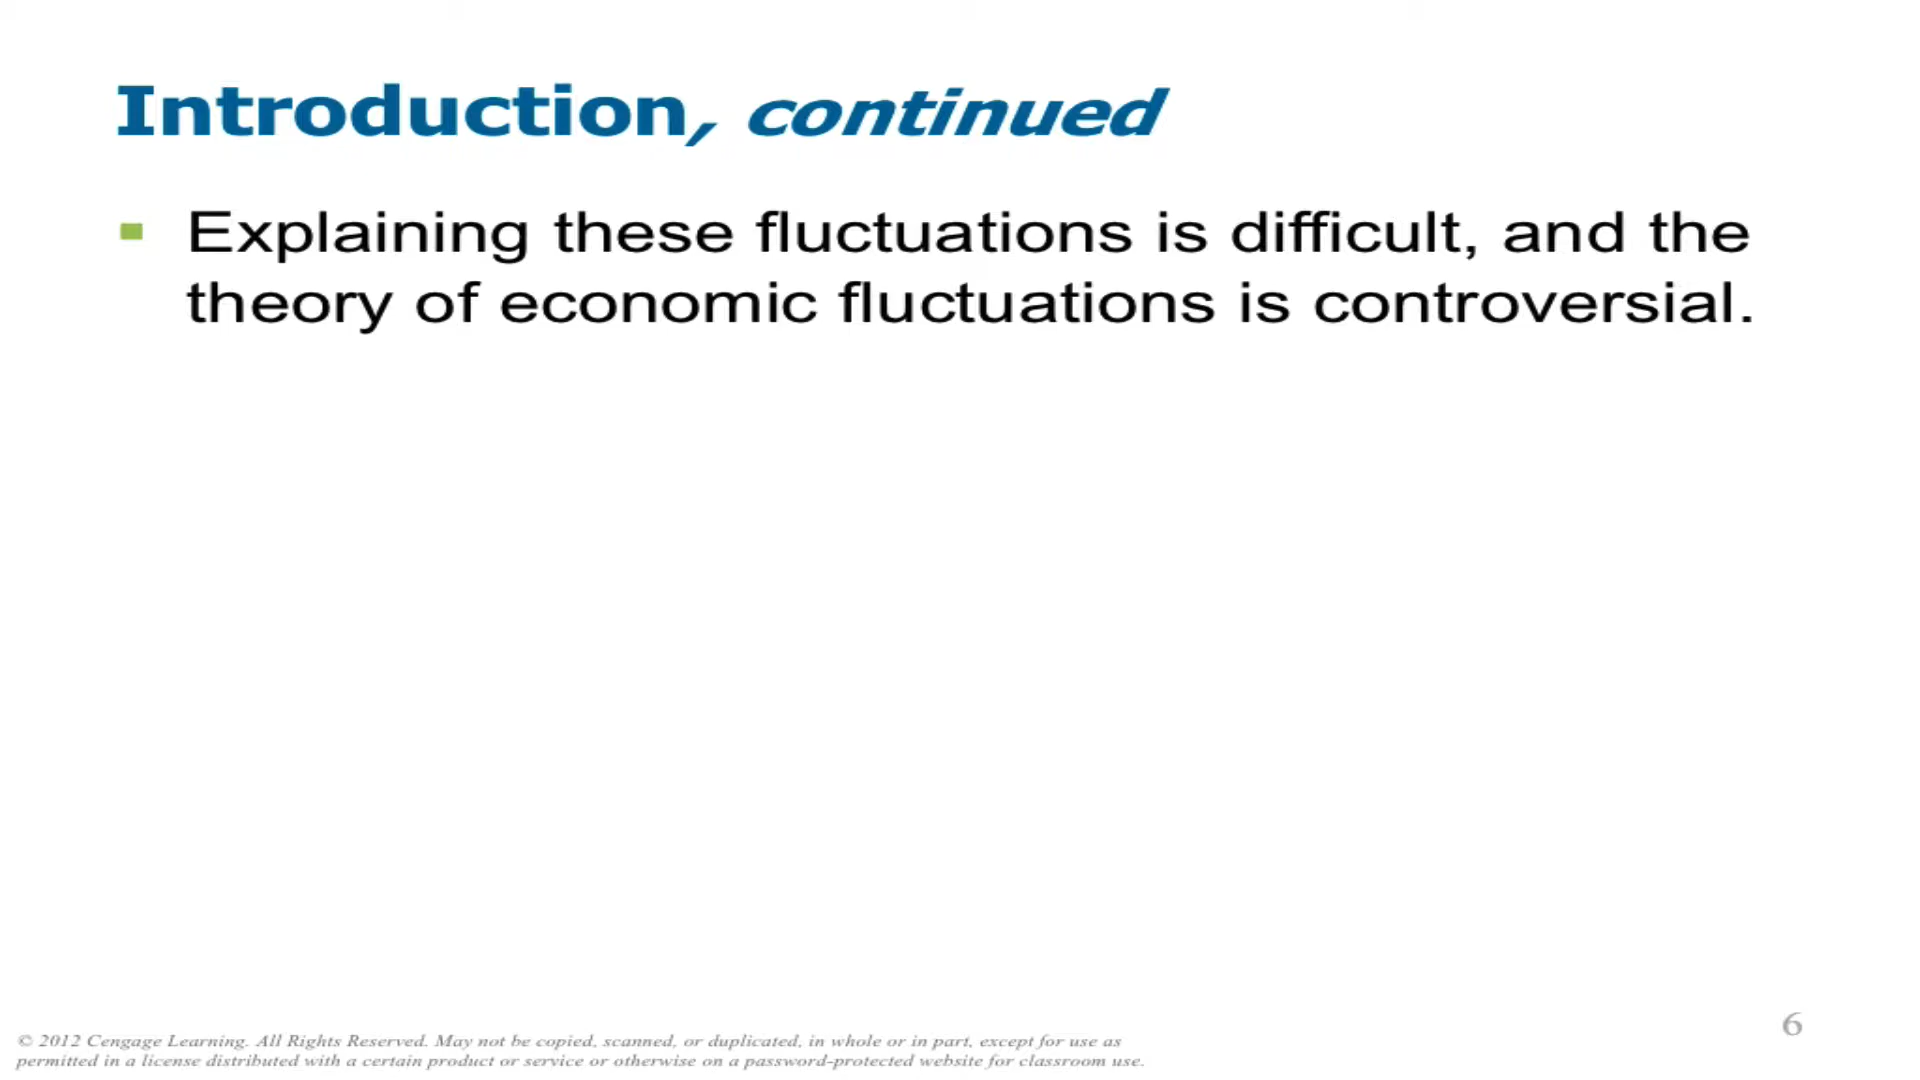 Introduction, continued
Explaining these fluctuations is difficult, and the
theory of economic fluctuations is controversial.
6
© 2012 Cengage Learning. All Rights Reserved. May not be copied, scanned, or duplicated, in whole or in part, except for use as
permitted in a license distributed with a certain product or service or otherwise on a password-protected website for classroom use.